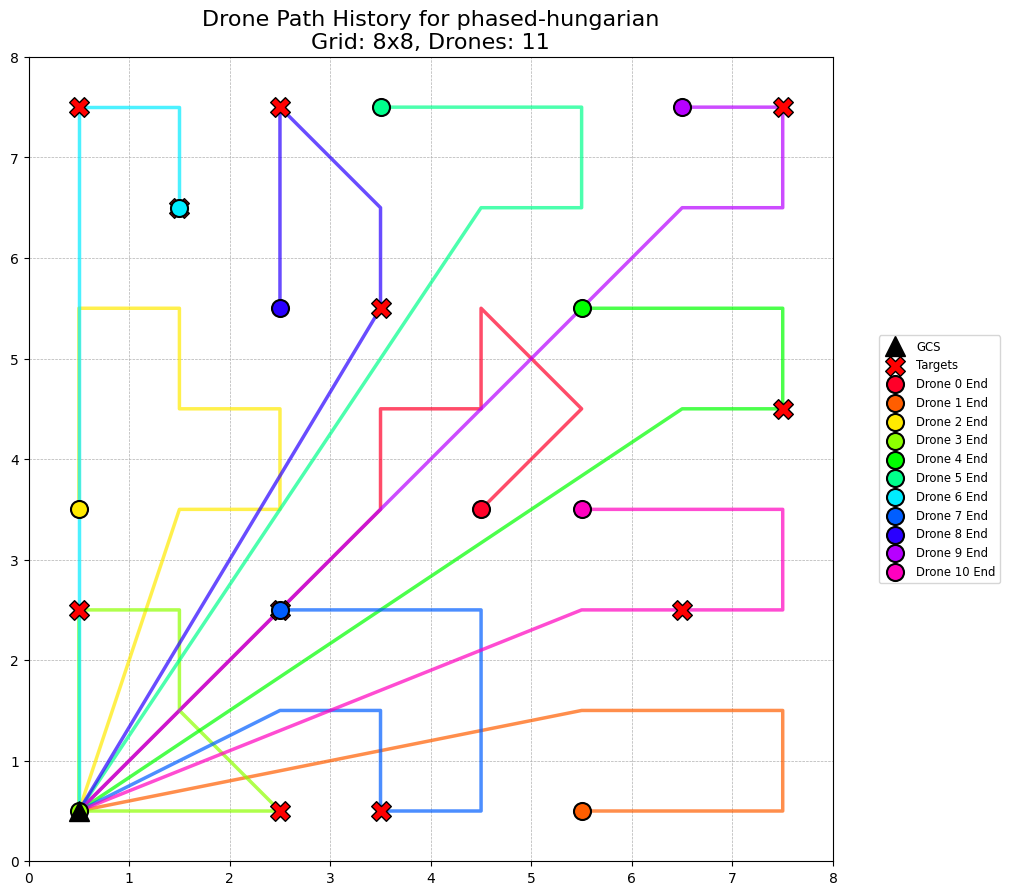 Drone Path History for phased-hungarian
Grid: 8x8, Drones: 11
8
7
6
5
4
3
2
1
0
0 1 2 3 4 5 6 7 8
GCS
Targets
Drone 0 End
Drone 1 End
Drone 2 End
Drone 3 End
Drone 4 End
Drone 5 End
Drone 6 End
Drone 7 End
Drone 8 End
Drone 9 End
Drone 10 End